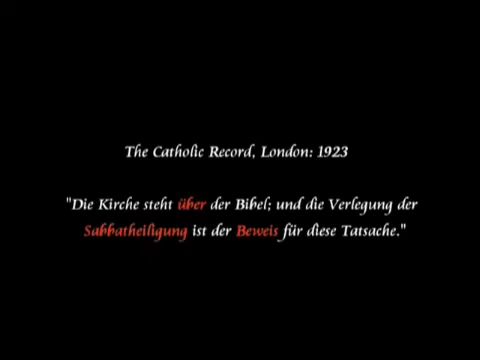 The Catholic Record, London: 1923
"Die Kirche steht über der Bibel; und die Verlegung der
Sabbatheiligung ist der Beweis für diese Tatsache."